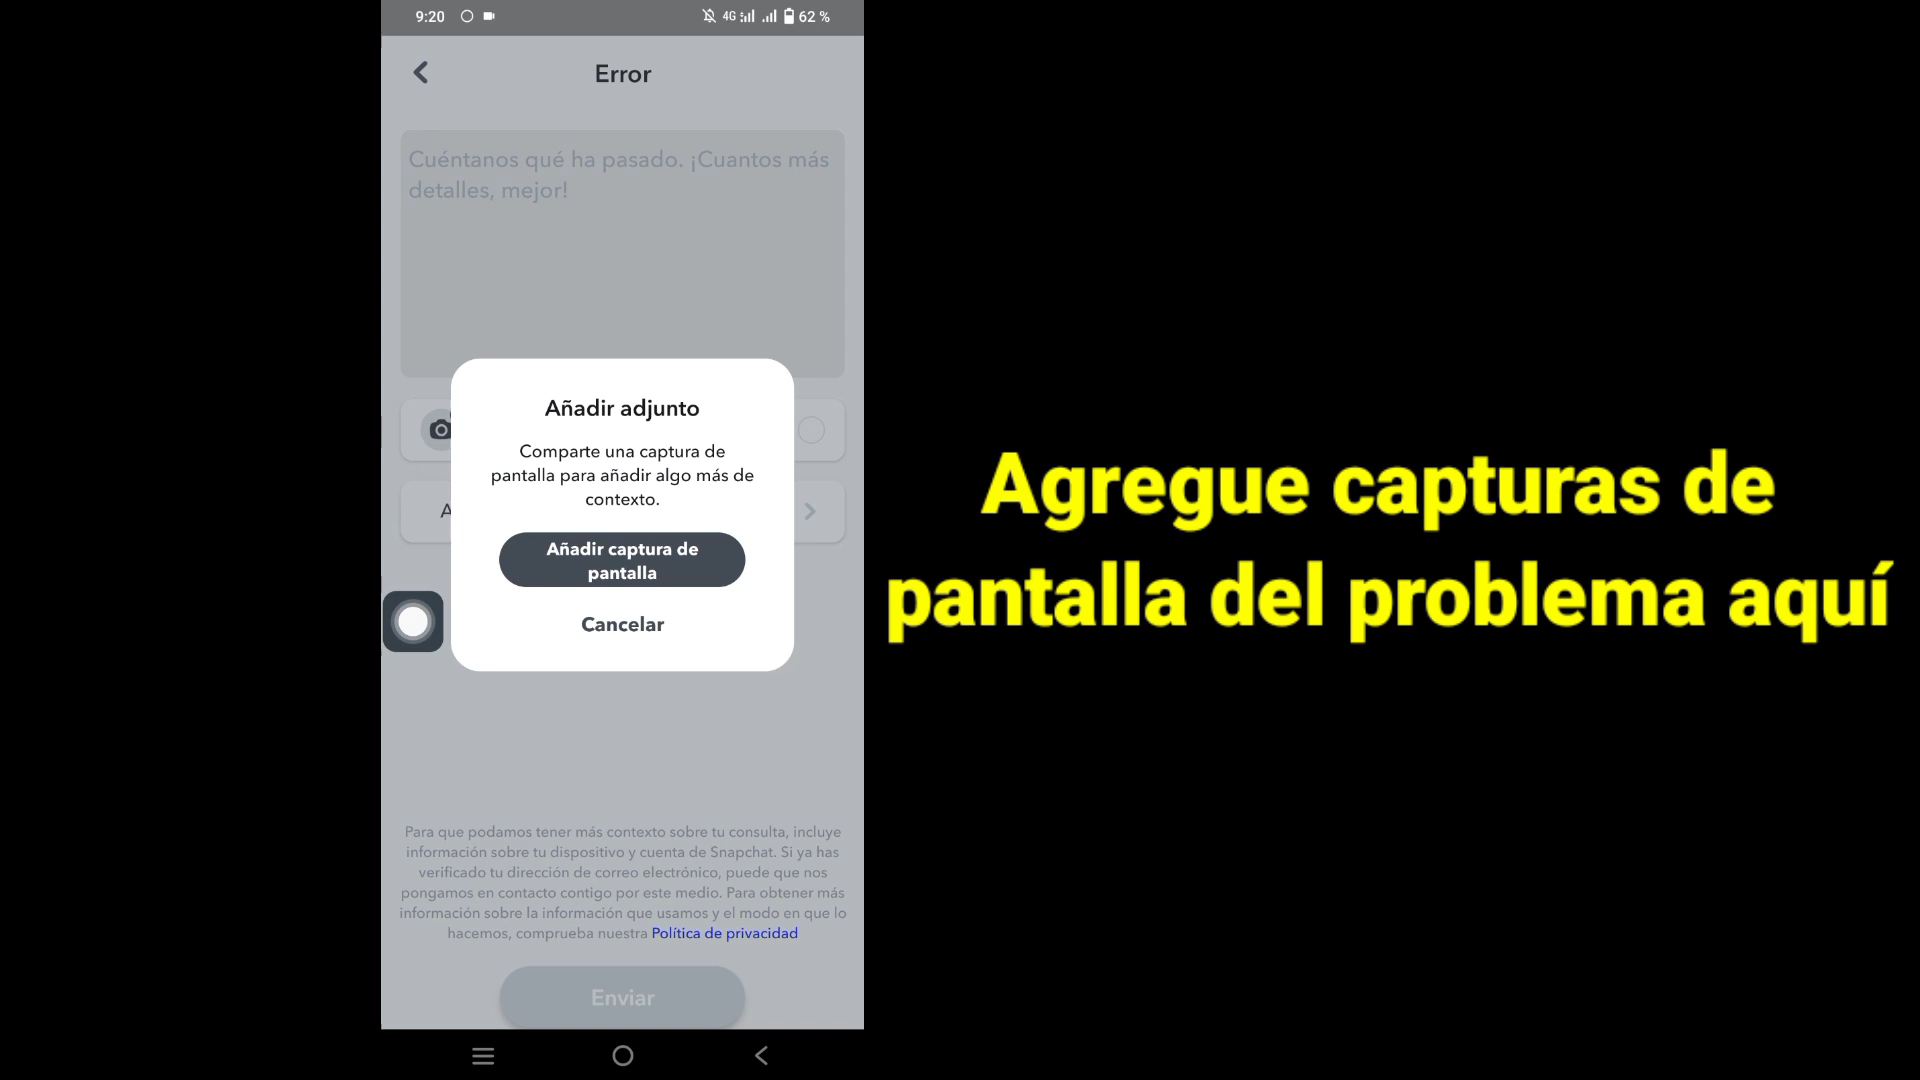 9:20
4G
62 %
Error
Cuéntanos qué ha pasado. ¡Cuantos más
detalles, mejor!
Añadir adjunto
Comparte una captura de
pantalla para añadir algo más de
contexto.
A
Añadir captura de
pantalla
Cancelar
Agregue capturas de
pantalla del problema aquí
Para que podamos tener más contexto sobre tu consulta, incluye
información sobre tu dispositivo y cuenta de Snapchat. Si ya has
verificado tu dirección de correo electrónico, puede que nos
pongamos en contacto contigo por este medio. Para obtener más
información sobre la información que usamos y el modo en que lo
hacemos, comprueba nuestra Política de privacidad
Enviar